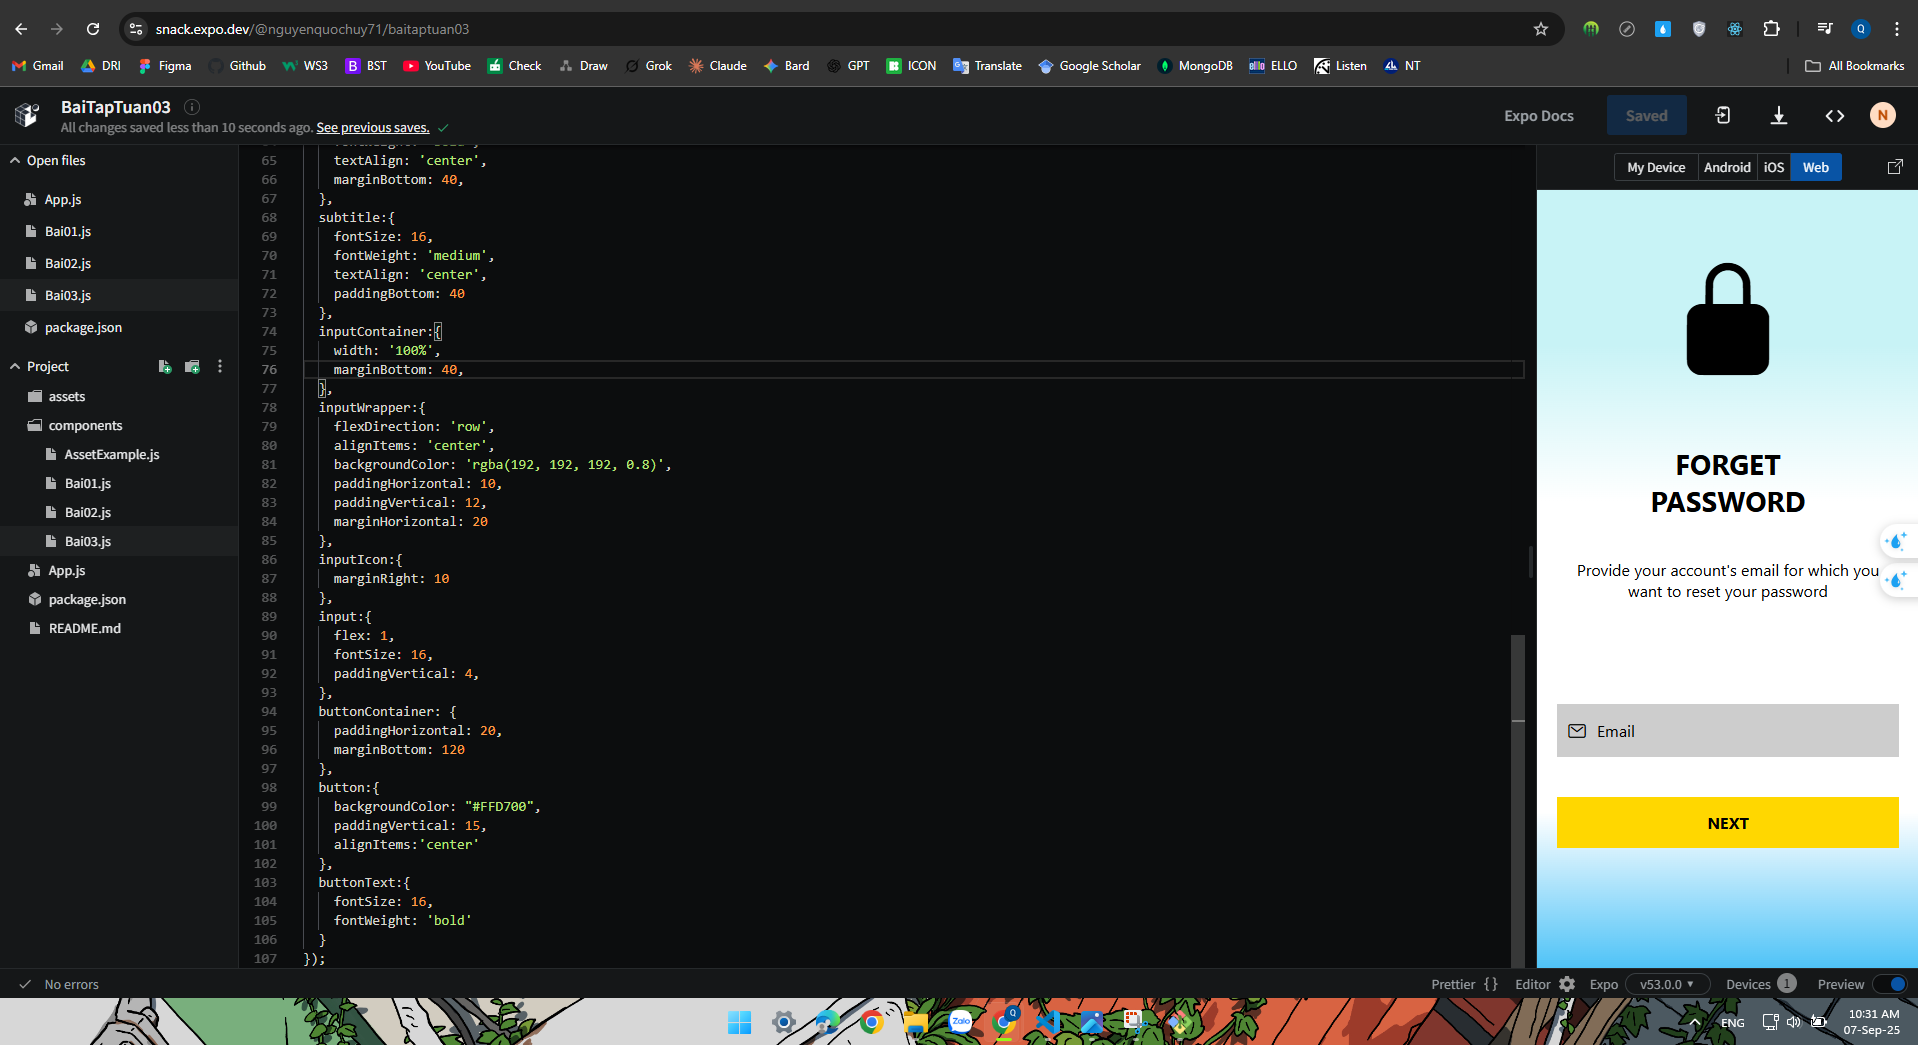 snack.expo.dev/@nguyenquochuy71/baitaptuan03
Gmail DRI Figma Github WS3 BST YouTube Check Draw Grok Claude Bard GPT ICON Translate Google Scholar MongoDB ELLO Listen NT All Bookmarks
BaiTapTuan03
All changes saved less than 10 seconds ago. See previous saves.
Expo Docs Saved N
Open files
App.js
Bai01.js
Bai02.js
Bai03.js
package.json
Project
assets
components
AssetExample.js
Bai01.js
Bai02.js
Bai03.js
App.js
package.json
README.md
65 textAlign: 'center',
66 marginBottom: 40,
67 },
68 subtitle:{
69 fontSize: 16,
70 fontWeight: 'medium',
71 textAlign: 'center',
72 paddingBottom: 40
73 },
74 inputContainer:{
75 width: '100%',
76 marginBottom: 40,
77 },
78 inputWrapper:{
79 flexDirection: 'row',
80 alignItems: 'center',
81 backgroundColor: 'rgba(192, 192, 192, 0.8)',
82 paddingHorizontal: 10,
83 paddingVertical: 12,
84 marginHorizontal: 20
85 },
86 inputIcon:{
87 marginRight: 10
88 },
89 input:{
90 flex: 1,
91 fontSize: 16,
92 paddingVertical: 4,
93 },
94 buttonContainer: {
95 paddingHorizontal: 20,
96 marginBottom: 120
97 },
98 button:{
99 backgroundColor: "#FFD700",
100 paddingVertical: 15,
101 alignItems:'center'
102 },
103 buttonText:{
104 fontSize: 16,
105 fontWeight: 'bold'
106 }
107 });
My Device Android iOS Web
FORGET
PASSWORD
Provide your account's email for which you
want to reset your password
Email
NEXT
No errors
Prettier {} Editor Expo v53.0.0 Devices 1 Preview
Zalo Q
ENG
10:31 AM
07-Sep-25